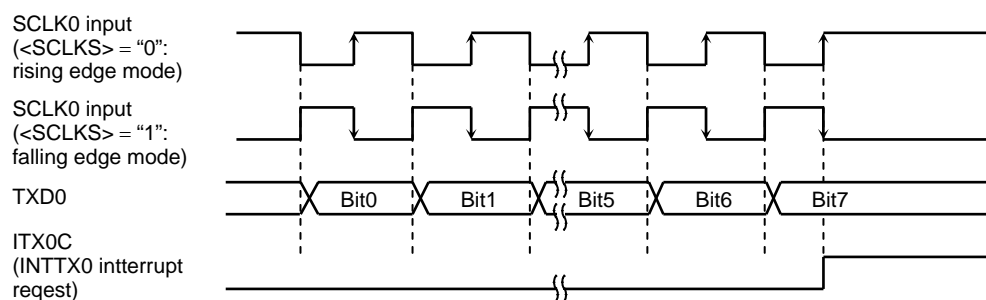 SCLK0 input
(<SCLKS> = “0”:
rising edge mode)
SCLK0 input
(<SCLKS> = “1”:
falling edge mode)
TXD0
Bit0
Bit1
Bit5
Bit6
Bit7
ITX0C
(INTTX0 intterrupt
reqest)